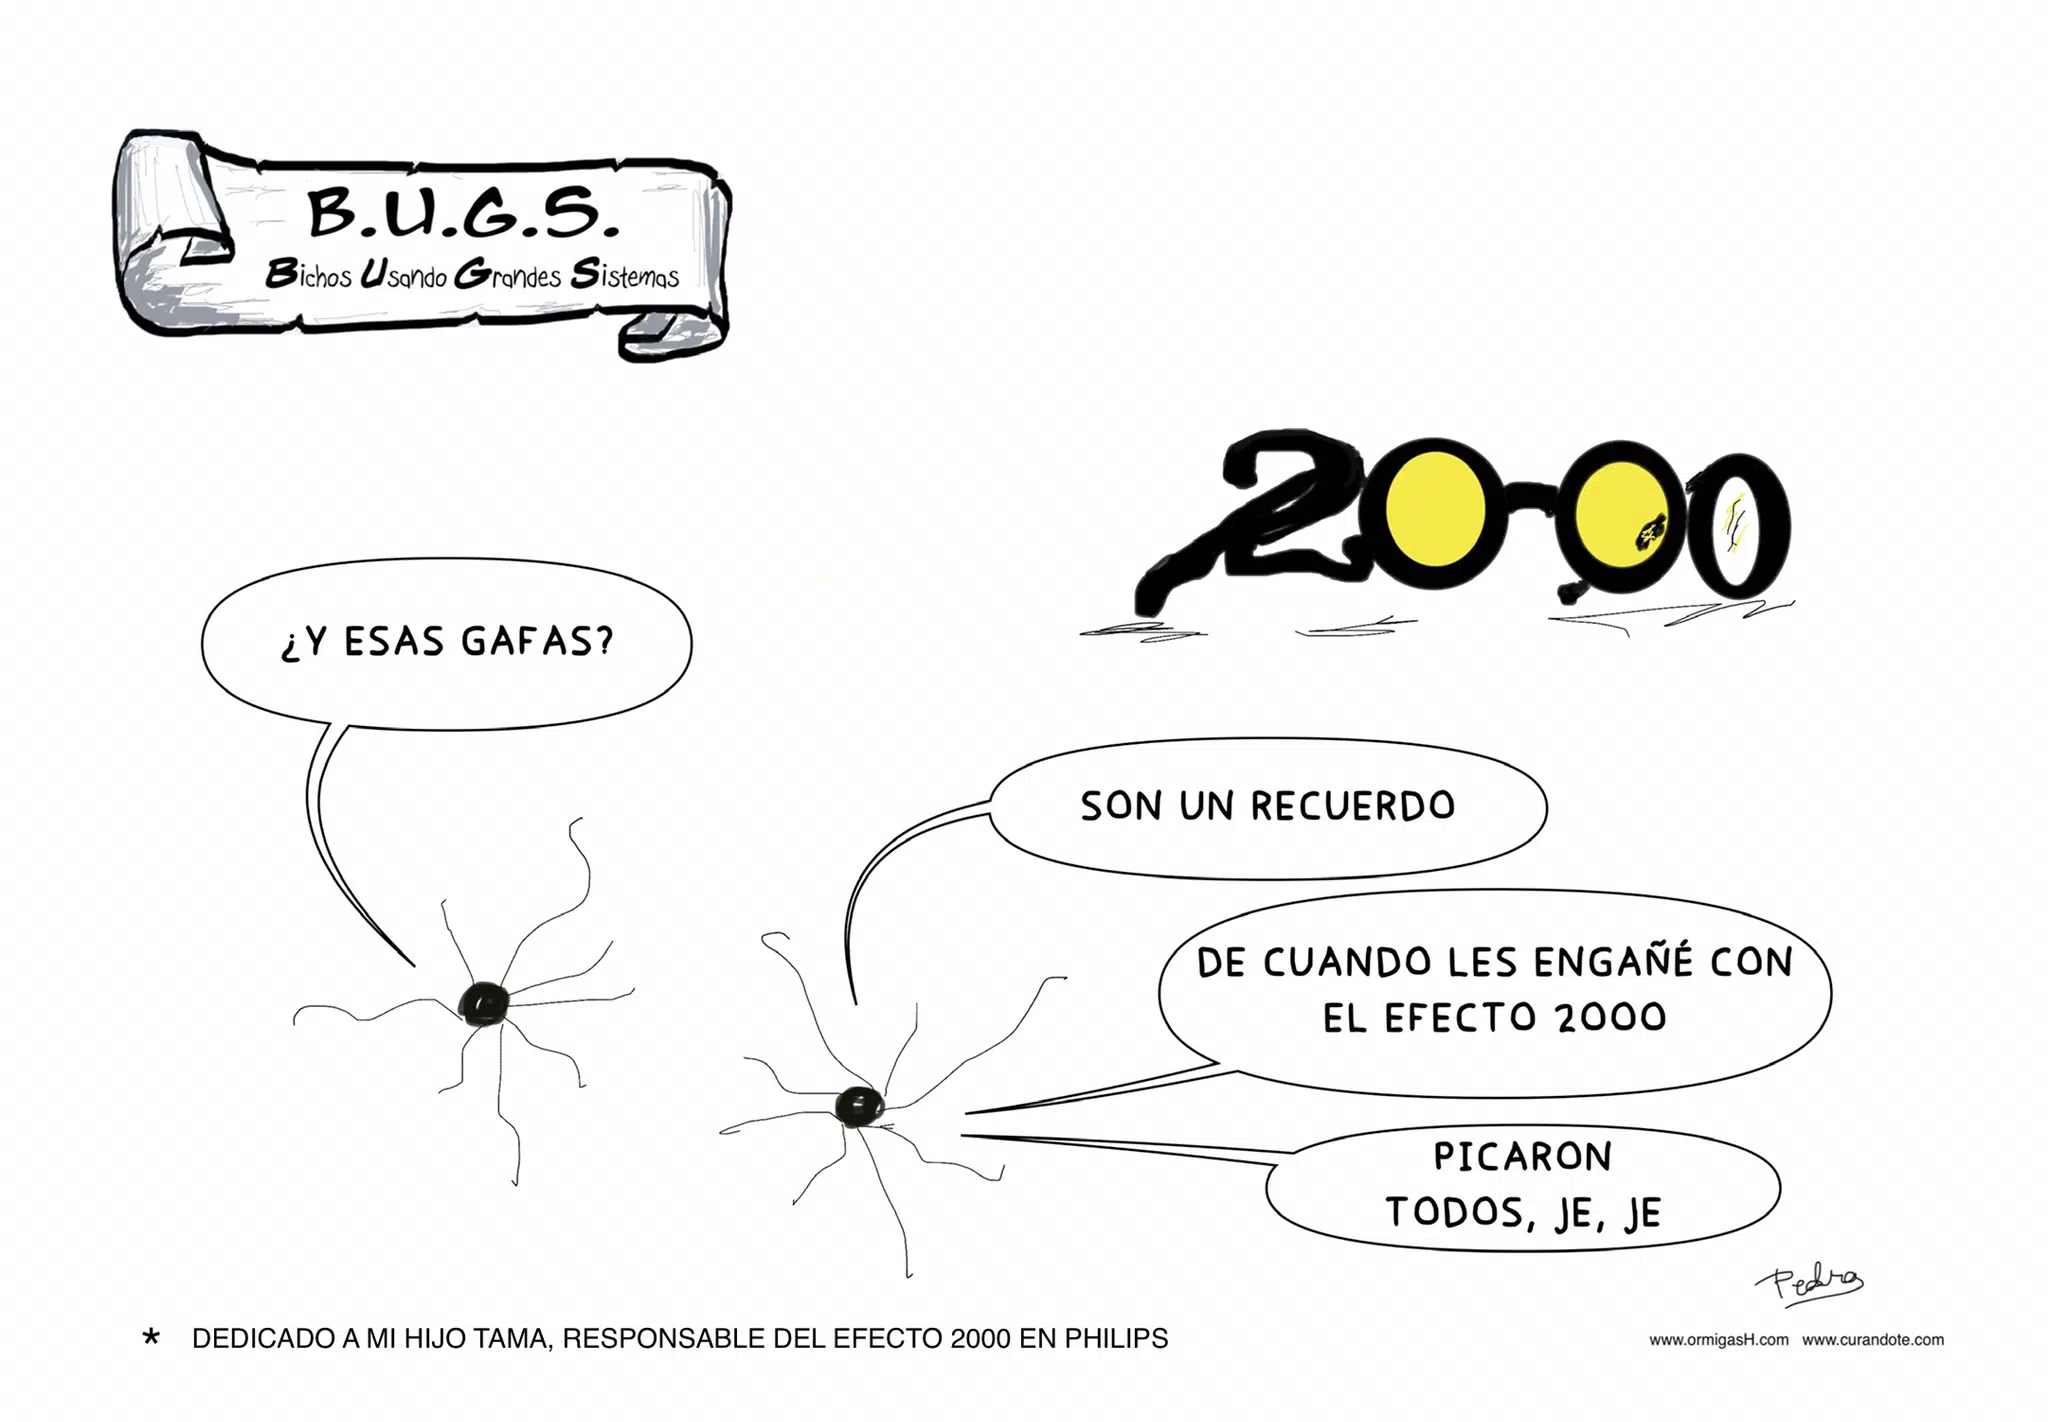 B.U.G.S.
Bichos Usando Grandes Sistemas
2000
¿Y ESAS GAFAS?
SON UN RECUERDO
DE CUANDO LES ENGAÑÉ CON
EL EFECTO 2000
PICARON
TODOS, JE, JE
Pedro
* DEDICADO A MI HIJO TAMA, RESPONSABLE DEL EFECTO 2000 EN PHILIPS
www.ormigasH.com www.curandote.com